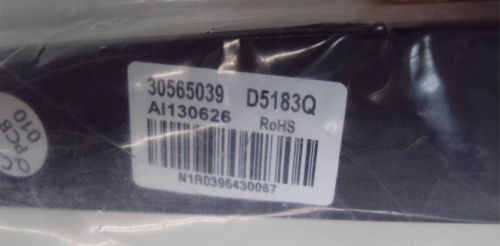 30565039 D5183Q
Ai130626 RoHS
N1R0396430067
Q.C
PCB
010